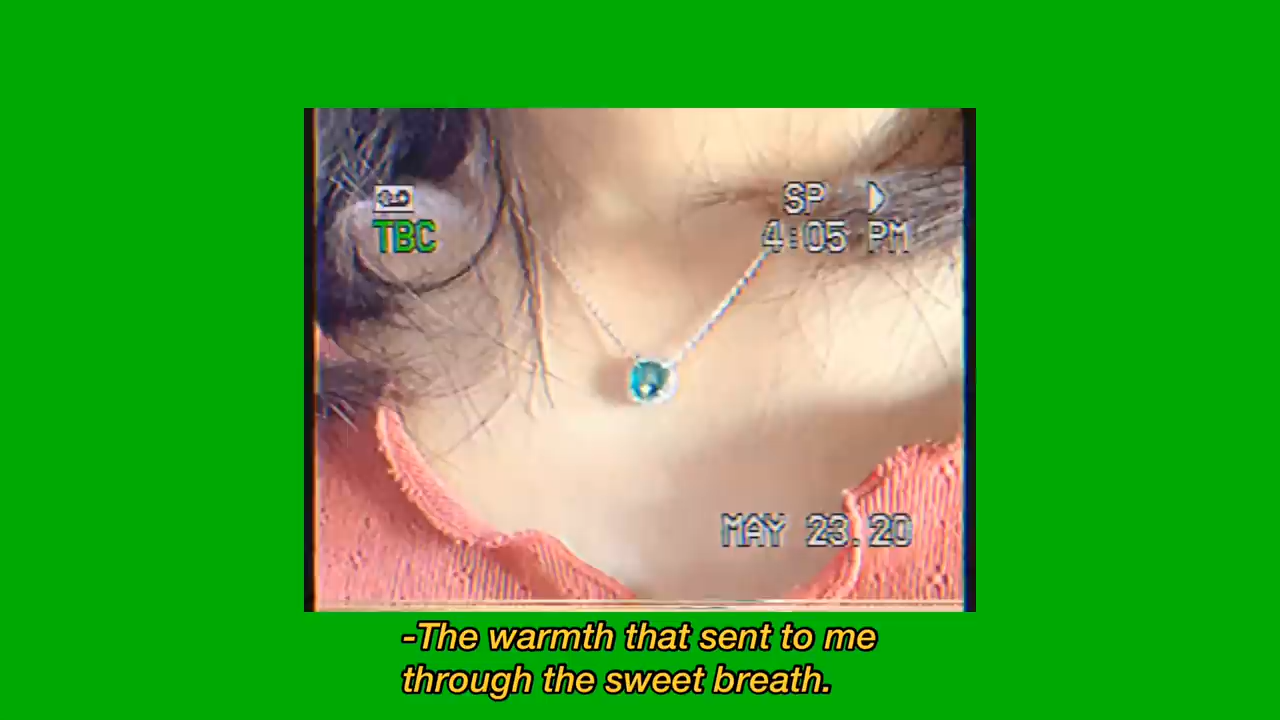 SP
TBC
4:05 PM
MAY 23.20
-The warmth that sent to me
through the sweet breath.